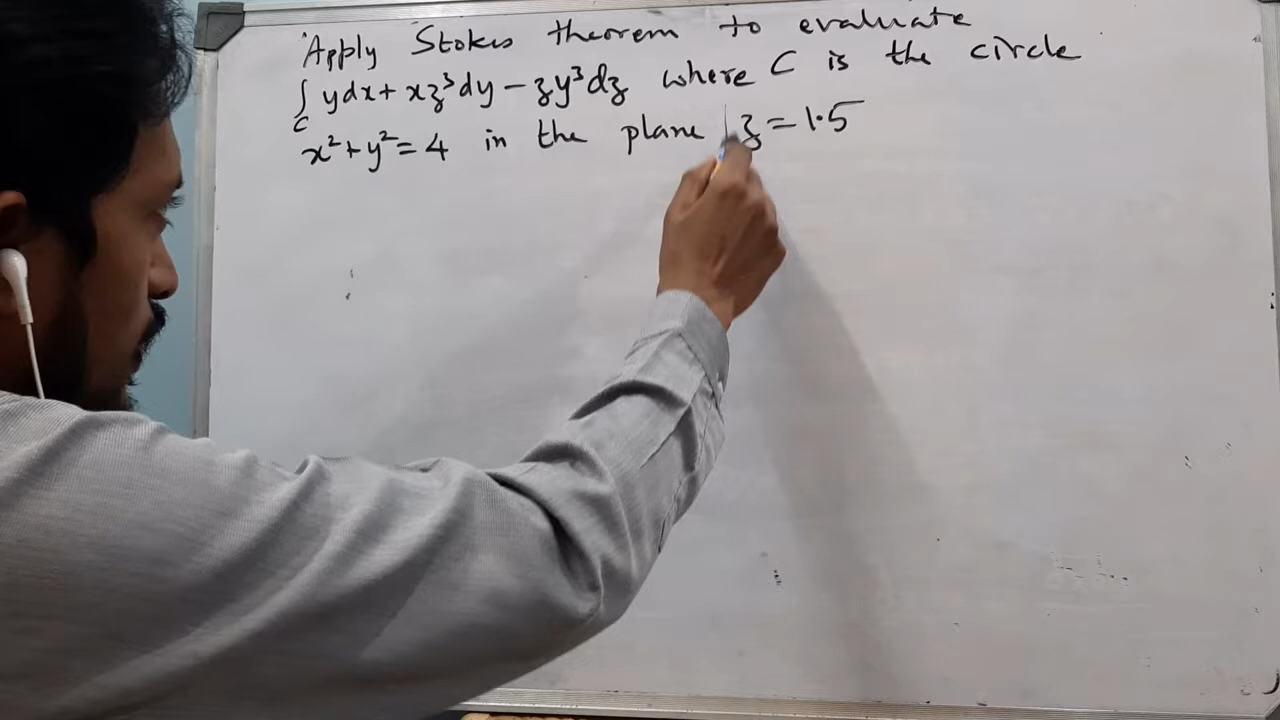 Apply Stokes theorem to evaluate
∫_C ydx + xz³dy − zy³dz where C is the circle
x² + y² = 4 in the plane z = 1.5